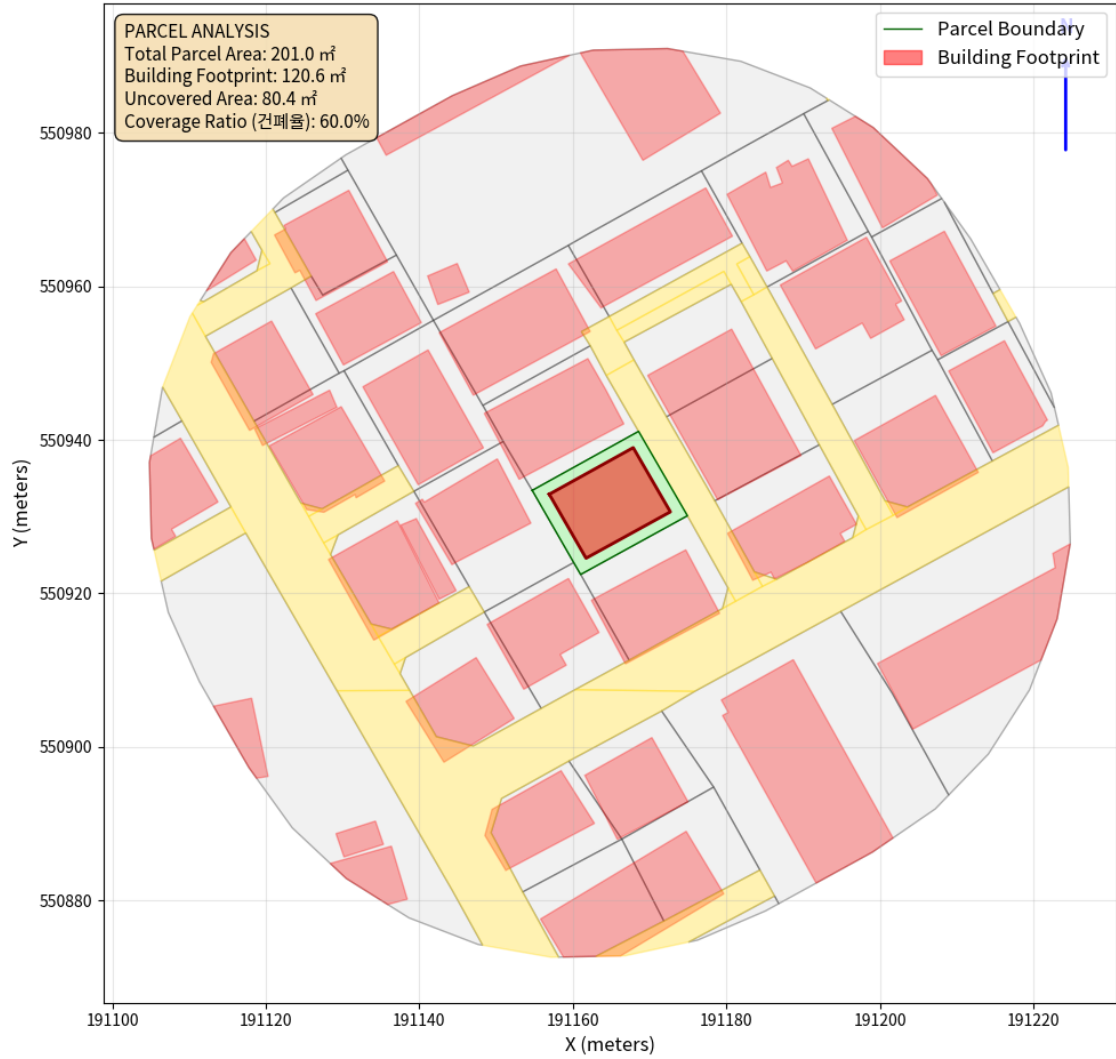 PARCEL ANALYSIS
Total Parcel Area: 201.0 ㎡
Building Footprint: 120.6 ㎡
Uncovered Area: 80.4 ㎡
Coverage Ratio (건폐율): 60.0%
N
Parcel Boundary
Building Footprint
550980
550960
550940
550920
550900
550880
Y (meters)
191100
191120
191140
191160
191180
191200
191220
X (meters)